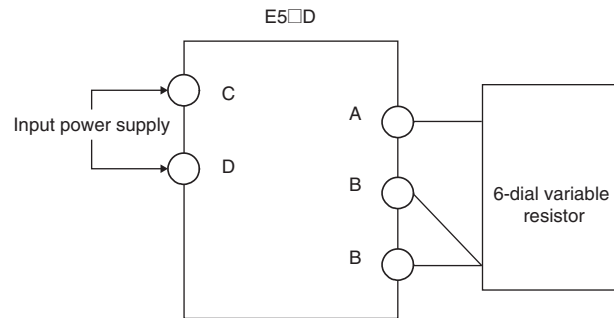 E5□D
C
A
Input power supply
D
B
6-dial variable
resistor
B